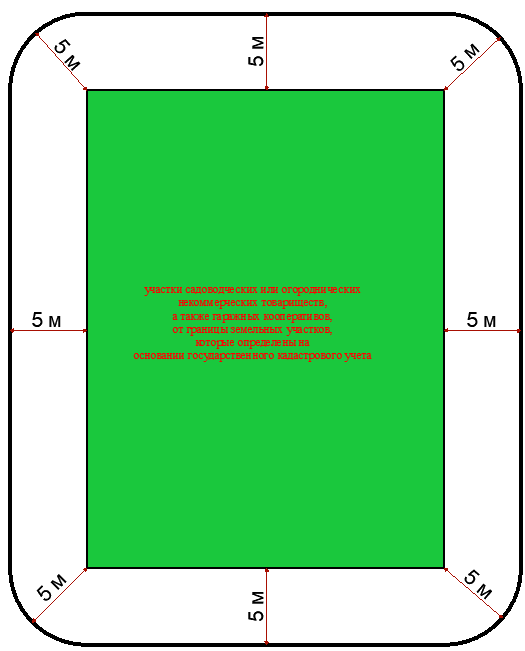 5 м
5 м
5 м
участки садоводческих или огороднических
некоммерческих товариществ,
а также гаражных кооперативов,
от границы земельных участков,
которые определены на
основании государственного кадастрового учета
5 м
5 м
5 м
5 м
5 м